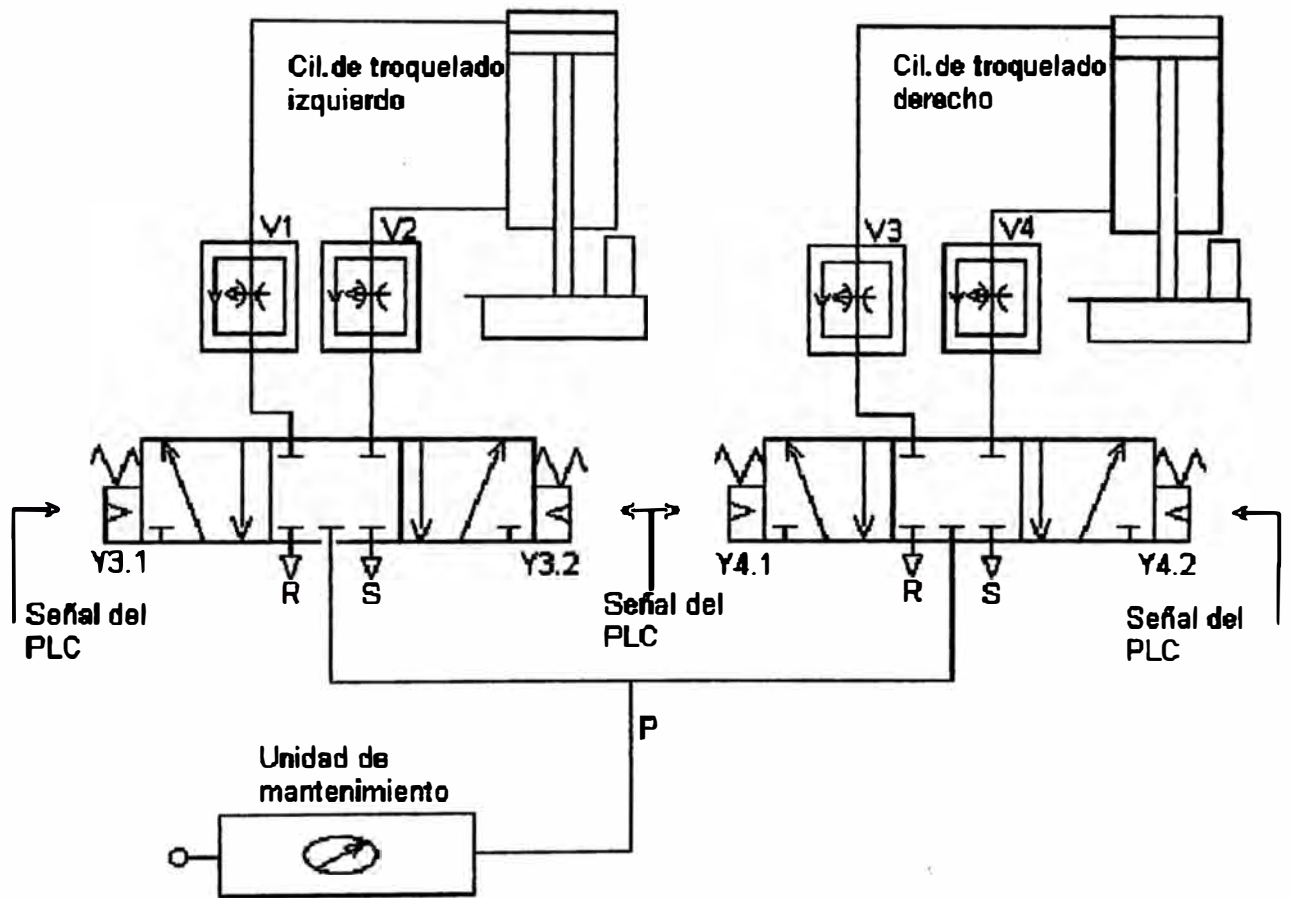 Cil. de troquelado
izquierdo
Cil. de troquelado
derecho
V1
V2
V3
V4
Y3.1
R
S
Y3.2
Y4.1
R
S
Y4.2
Señal del
PLC
Señal del
PLC
Señal del
PLC
P
Unidad de
mantenimiento